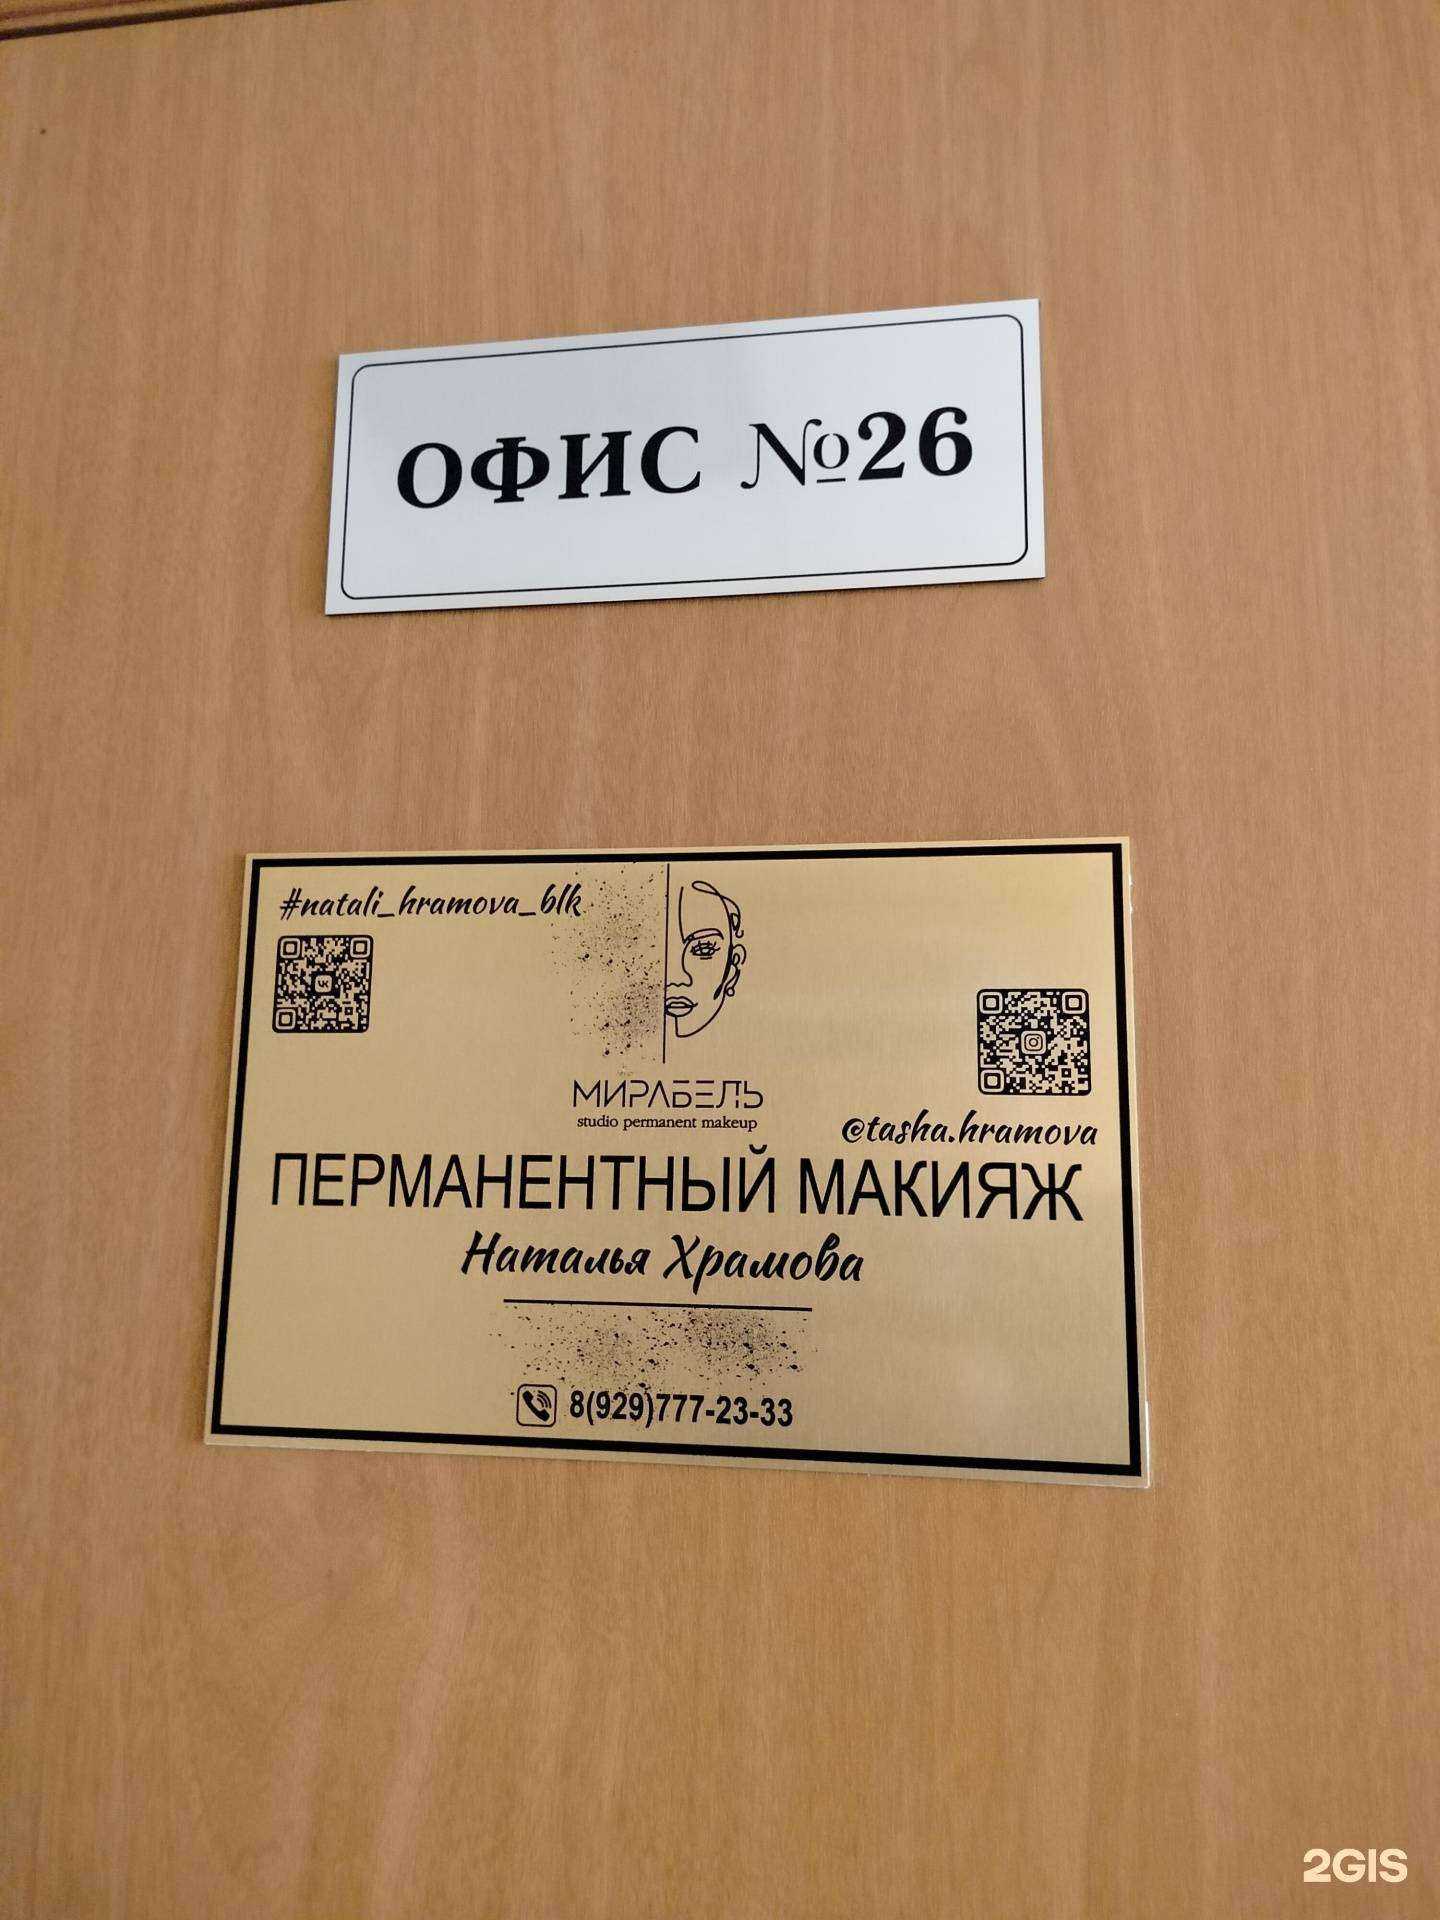 ОФИС №26
#natali_hramova_blk
МИРАБЕЛЬ
studio permanent makeup
@tasha.hramova
ПЕРМАНЕНТНЫЙ МАКИЯЖ
Наталья Храмова
8(929)777-23-33
2GIS